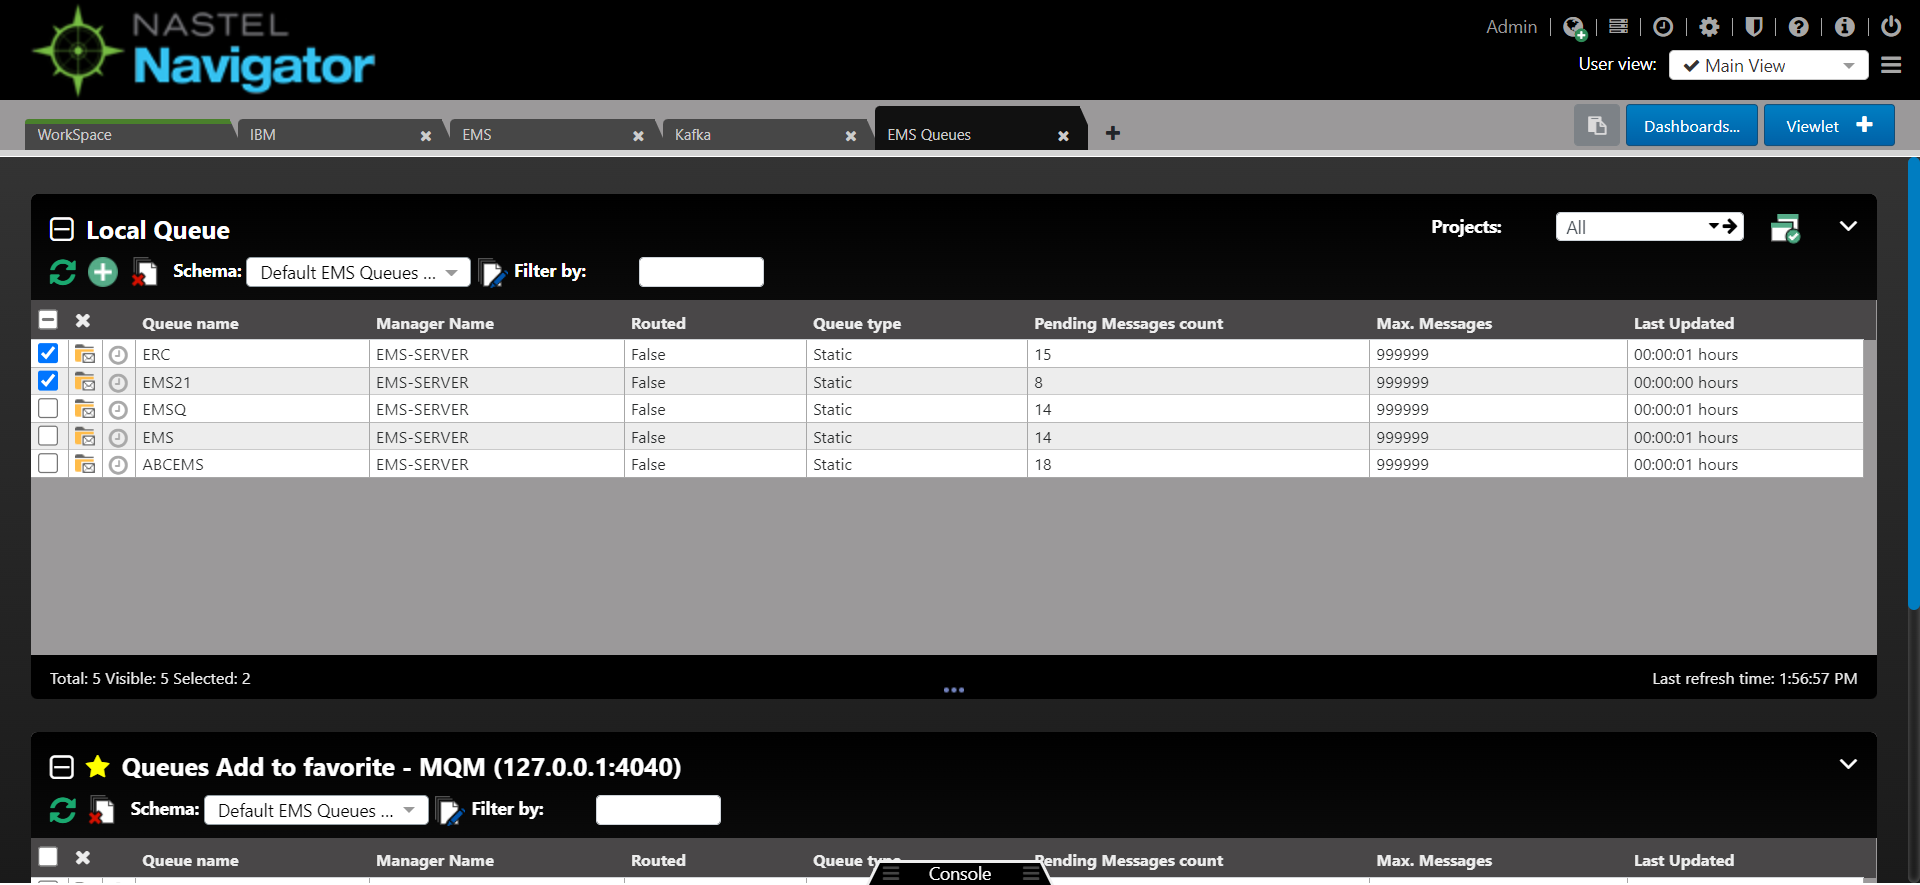 NASTEL
Navigator
Admin
User view: Main View
WorkSpace IBM EMS Kafka EMS Queues
Dashboards... Viewlet
Local Queue
Projects: All
Schema: Default EMS Queues ... Filter by:
Queue name Manager Name Routed Queue type Pending Messages count Max. Messages Last Updated
ERC EMS-SERVER False Static 15 999999 00:00:01 hours
EMS21 EMS-SERVER False Static 8 999999 00:00:00 hours
EMSQ EMS-SERVER False Static 14 999999 00:00:01 hours
EMS EMS-SERVER False Static 14 999999 00:00:01 hours
ABCEMS EMS-SERVER False Static 18 999999 00:00:01 hours
Total: 5 Visible: 5 Selected: 2
Last refresh time: 1:56:57 PM
Queues Add to favorite - MQM (127.0.0.1:4040)
Schema: Default EMS Queues ... Filter by:
Queue name Manager Name Routed Queue type Pending Messages count Max. Messages Last Updated
Console